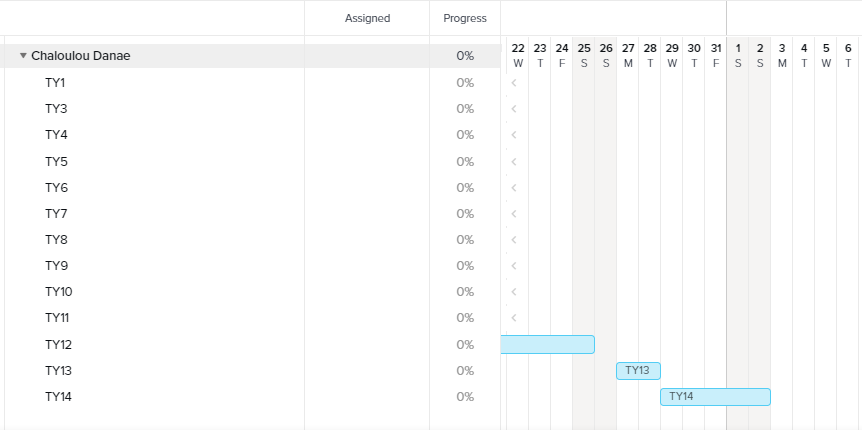 Assigned Progress
22 23 24 25 26 27 28 29 30 31 1 2 3 4 5 6
Chaloulou Danae 0%
W T F S S M T W T F S S M T W T
TY1 0%
TY3 0%
TY4 0%
TY5 0%
TY6 0%
TY7 0%
TY8 0%
TY9 0%
TY10 0%
TY11 0%
TY12 0%
TY13 0% TY13
TY14 0% TY14